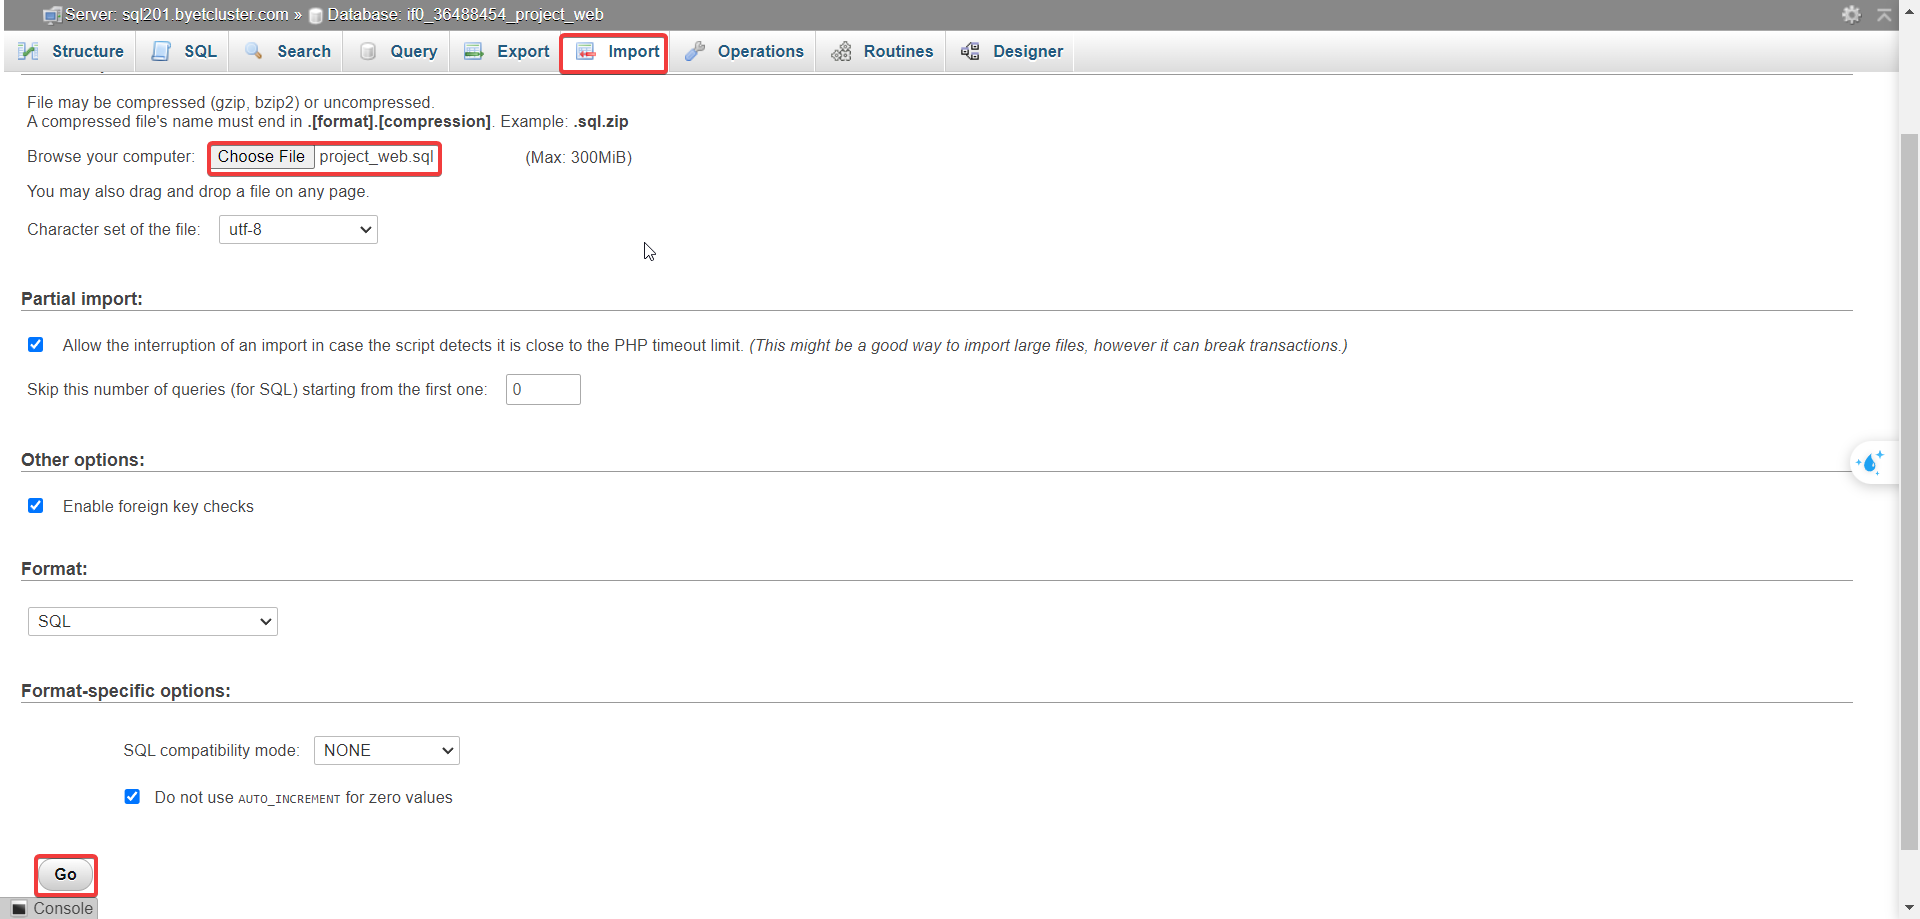 Server: sql201.byetcluster.com » Database: if0_36488454_project_web
Structure SQL Search Query Export Import Operations Routines Designer
File may be compressed (gzip, bzip2) or uncompressed.
A compressed file's name must end in .[format].[compression]. Example: .sql.zip
Browse your computer: Choose File project_web.sql (Max: 300MiB)
You may also drag and drop a file on any page.
Character set of the file: utf-8
Partial import:
Allow the interruption of an import in case the script detects it is close to the PHP timeout limit. (This might be a good way to import large files, however it can break transactions.)
Skip this number of queries (for SQL) starting from the first one: 0
Other options:
Enable foreign key checks
Format:
SQL
Format-specific options:
SQL compatibility mode: NONE
Do not use AUTO_INCREMENT for zero values
Go
Console